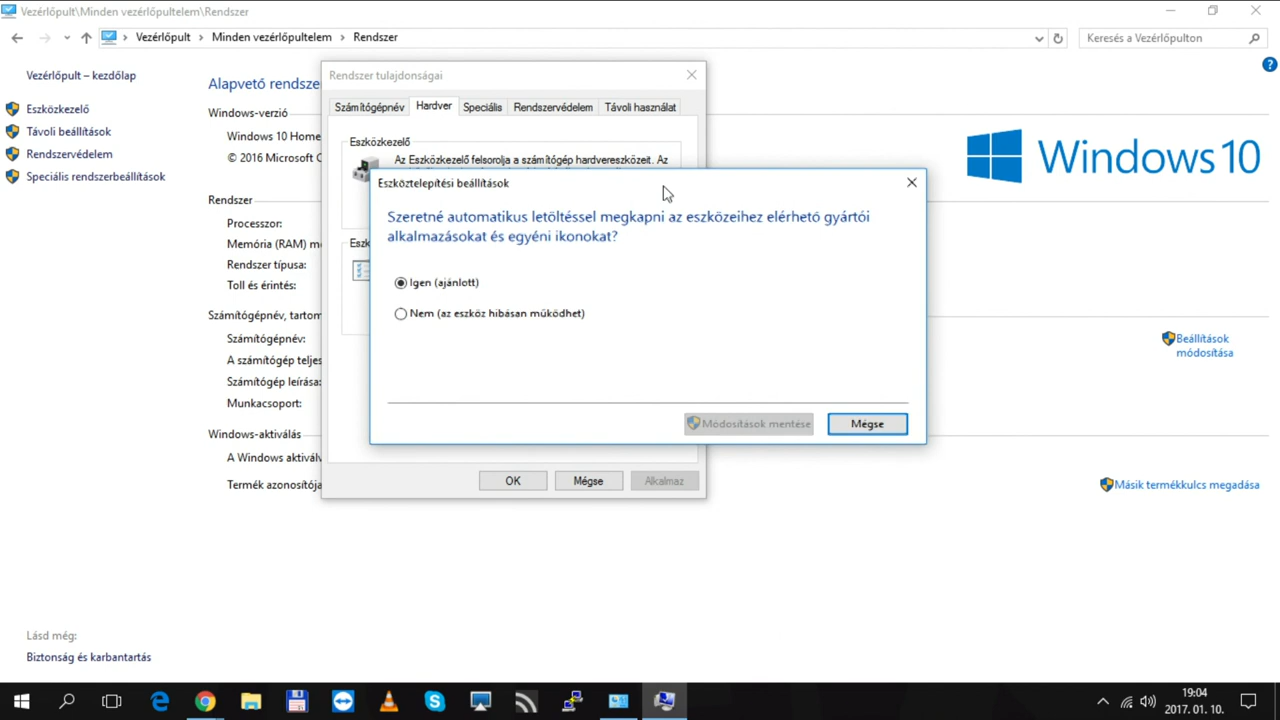 Vezérlőpult\Minden vezérlőpultelem\Rendszer
Vezérlőpult > Minden vezérlőpultelem > Rendszer
Keresés a Vezérlőpulton
Vezérlőpult – kezdőlap
Eszközkezelő
Távoli beállítások
Rendszervédelem
Speciális rendszerbeállítások
Alapvető rendsze
Windows-verzió
Windows 10 Home
© 2016 Microsoft C
Rendszer
Processzor:
Memória (RAM) m
Rendszer típusa:
Toll és érintés:
Számítógépnév, tartom
Számítógépnév:
A számítógép teljes
Számítógép leírása:
Munkacsoport:
Windows-aktiválás
A Windows aktivál
Termék azonosítója
Windows 10
Beállítások
módosítása
Másik termékkulcs megadása
Rendszer tulajdonságai
Számítógépnév Hardver Speciális Rendszervédelem Távoli használat
Eszközkezelő
Az Eszközkezelő felsorolja a számítógép hardvereszközeit. Az
Eszk
OK Mégse Alkalmaz
Eszköztelepítési beállítások
Szeretné automatikus letöltéssel megkapni az eszközeihez elérhető gyártói
alkalmazásokat és egyéni ikonokat?
Igen (ajánlott)
Nem (az eszköz hibásan működhet)
Módosítások mentése Mégse
Lásd még:
Biztonság és karbantartás
19:04
2017. 01. 10.